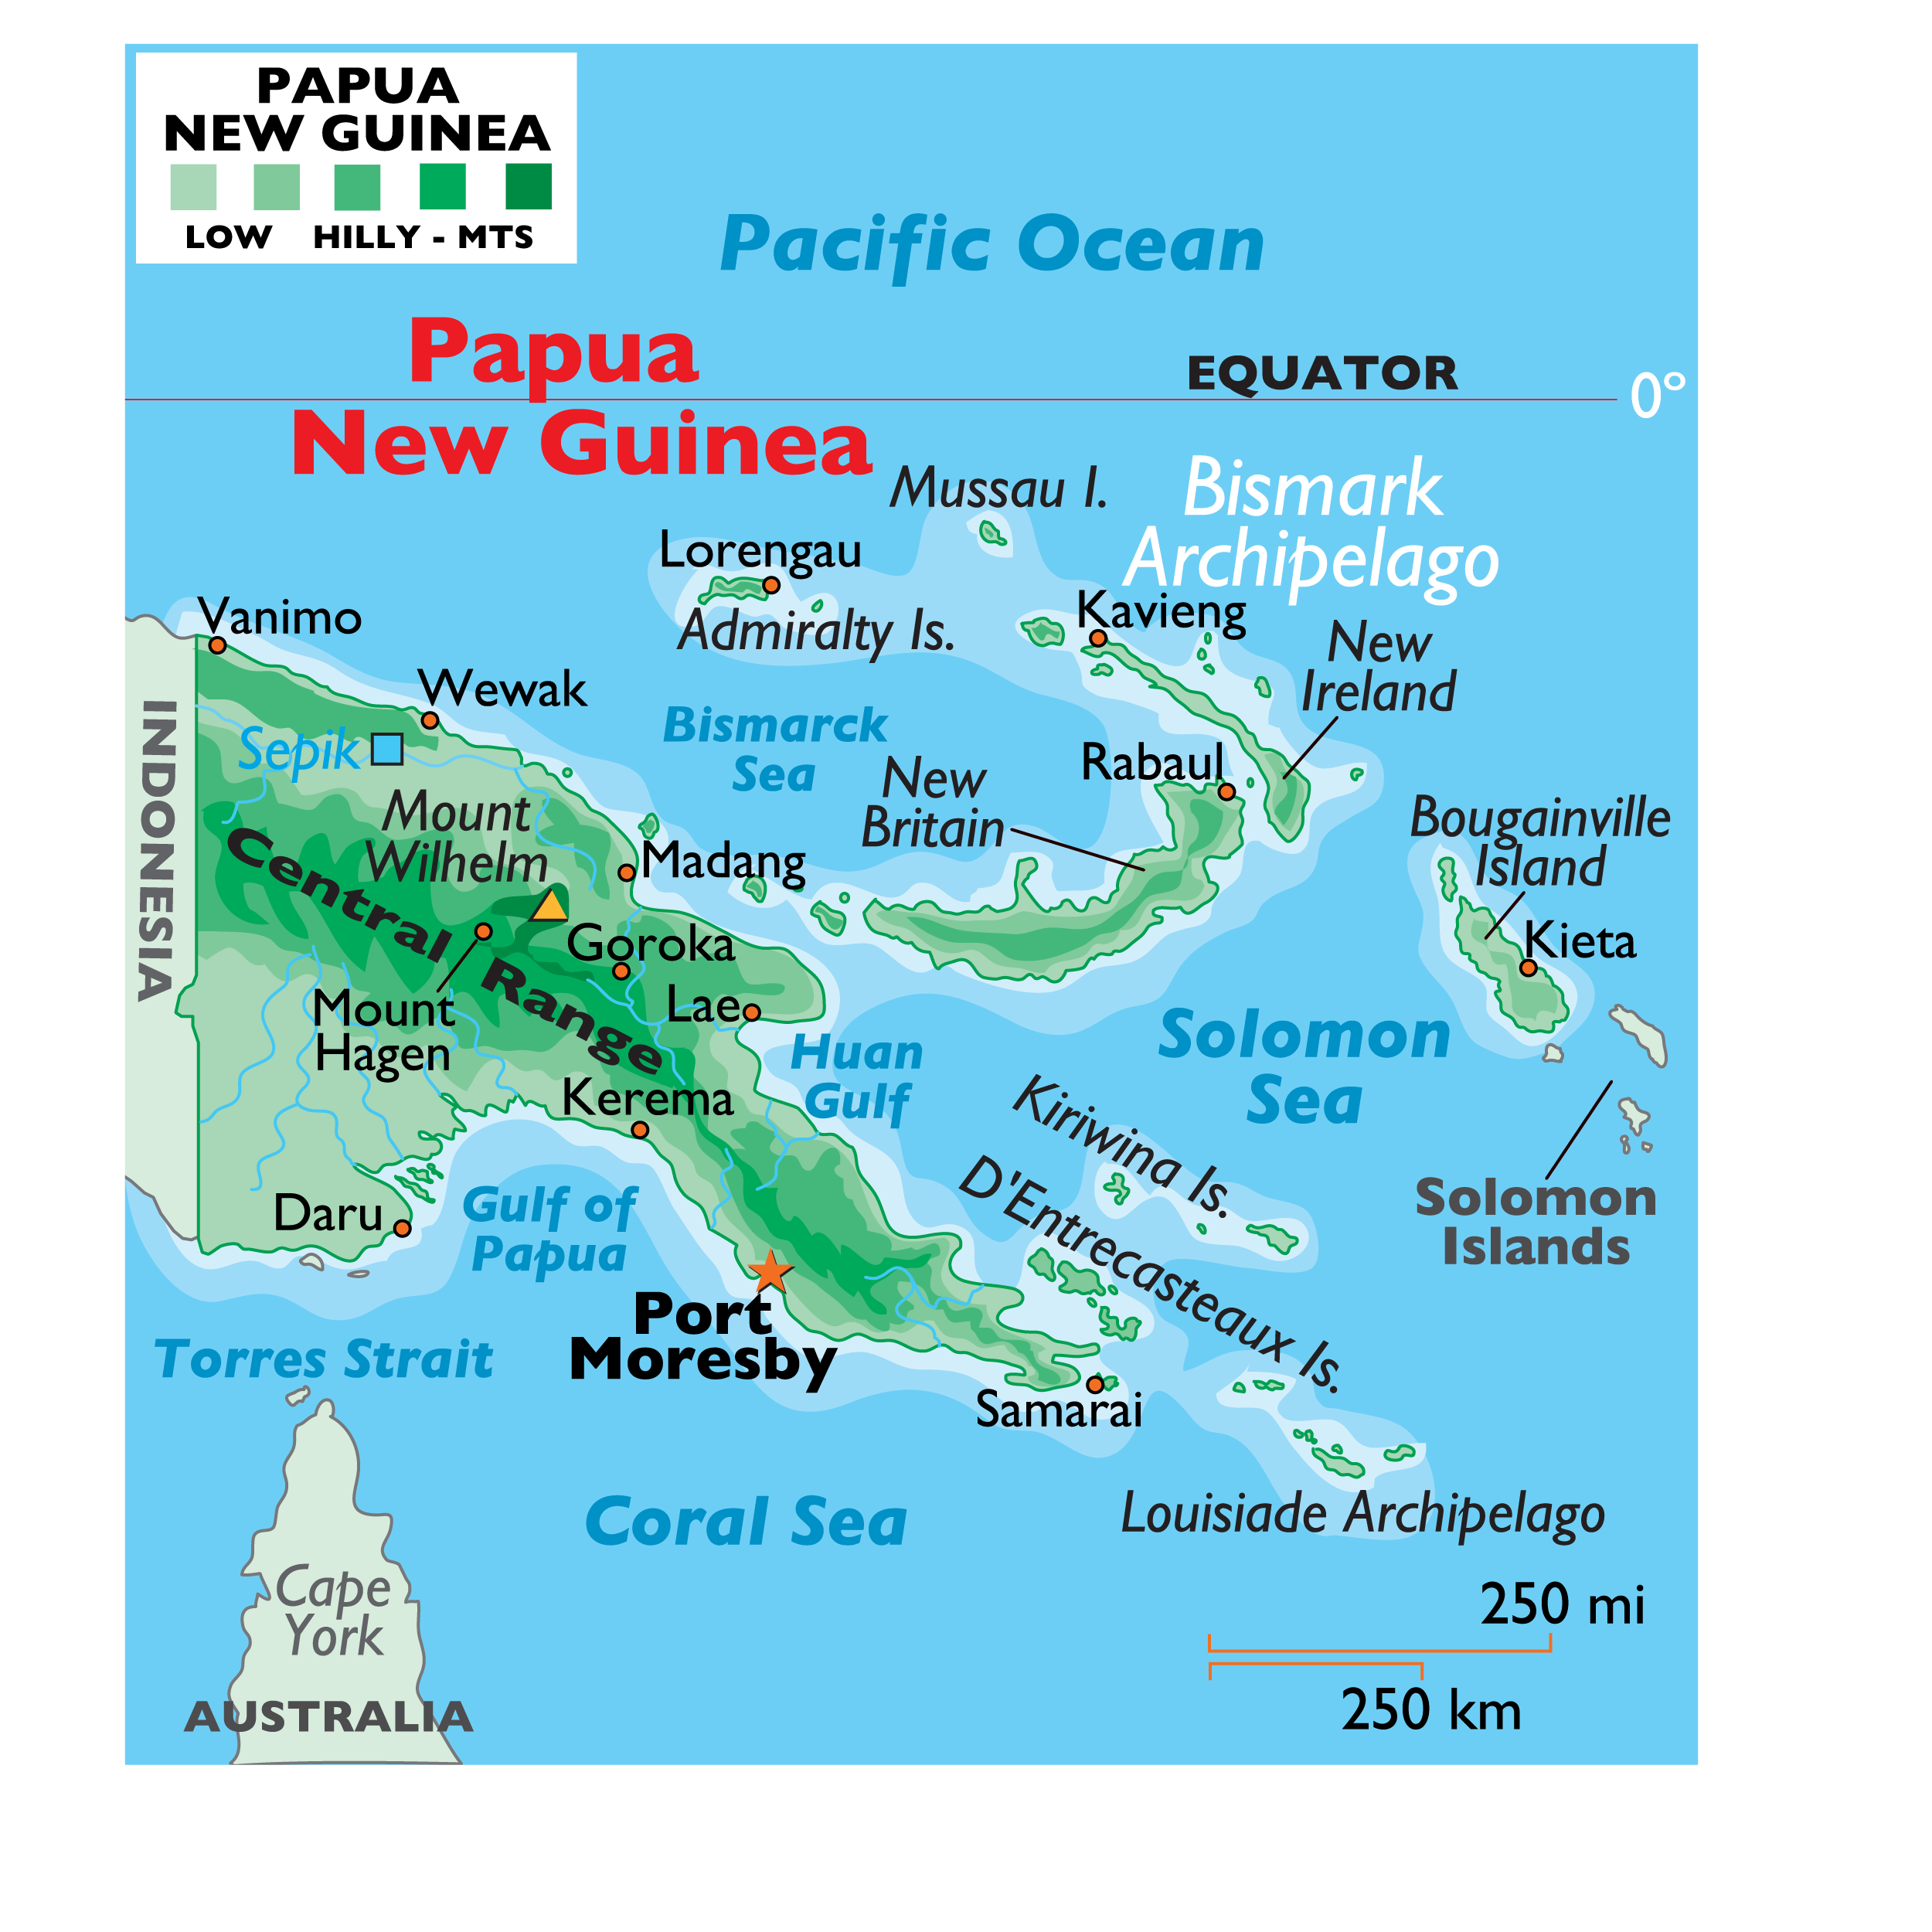 PAPUA
NEW GUINEA
LOW HILLY - MTS
Pacific Ocean
Papua
New Guinea
EQUATOR
0°
Mussau I.
Bismark
Archipelago
Lorengau
Admiralty Is.
Kavieng
New
Ireland
Vanimo
Wewak
INDONESIA
Sepik
Bismarck
Sea
Rabaul
New
Britain
Mount
Wilhelm
Madang
Bougainville
Island
Kieta
Central Range
Goroka
Mount
Hagen
Lae
Huan
Gulf
Solomon
Sea
Kerema
Kiriwina Is.
D'Entrecasteaux Is.
Solomon
Islands
Daru
Gulf of
Papua
Port
Moresby
Torres Strait
Samarai
Coral Sea
Louisiade Archipelago
Cape
York
AUSTRALIA
250 mi
250 km